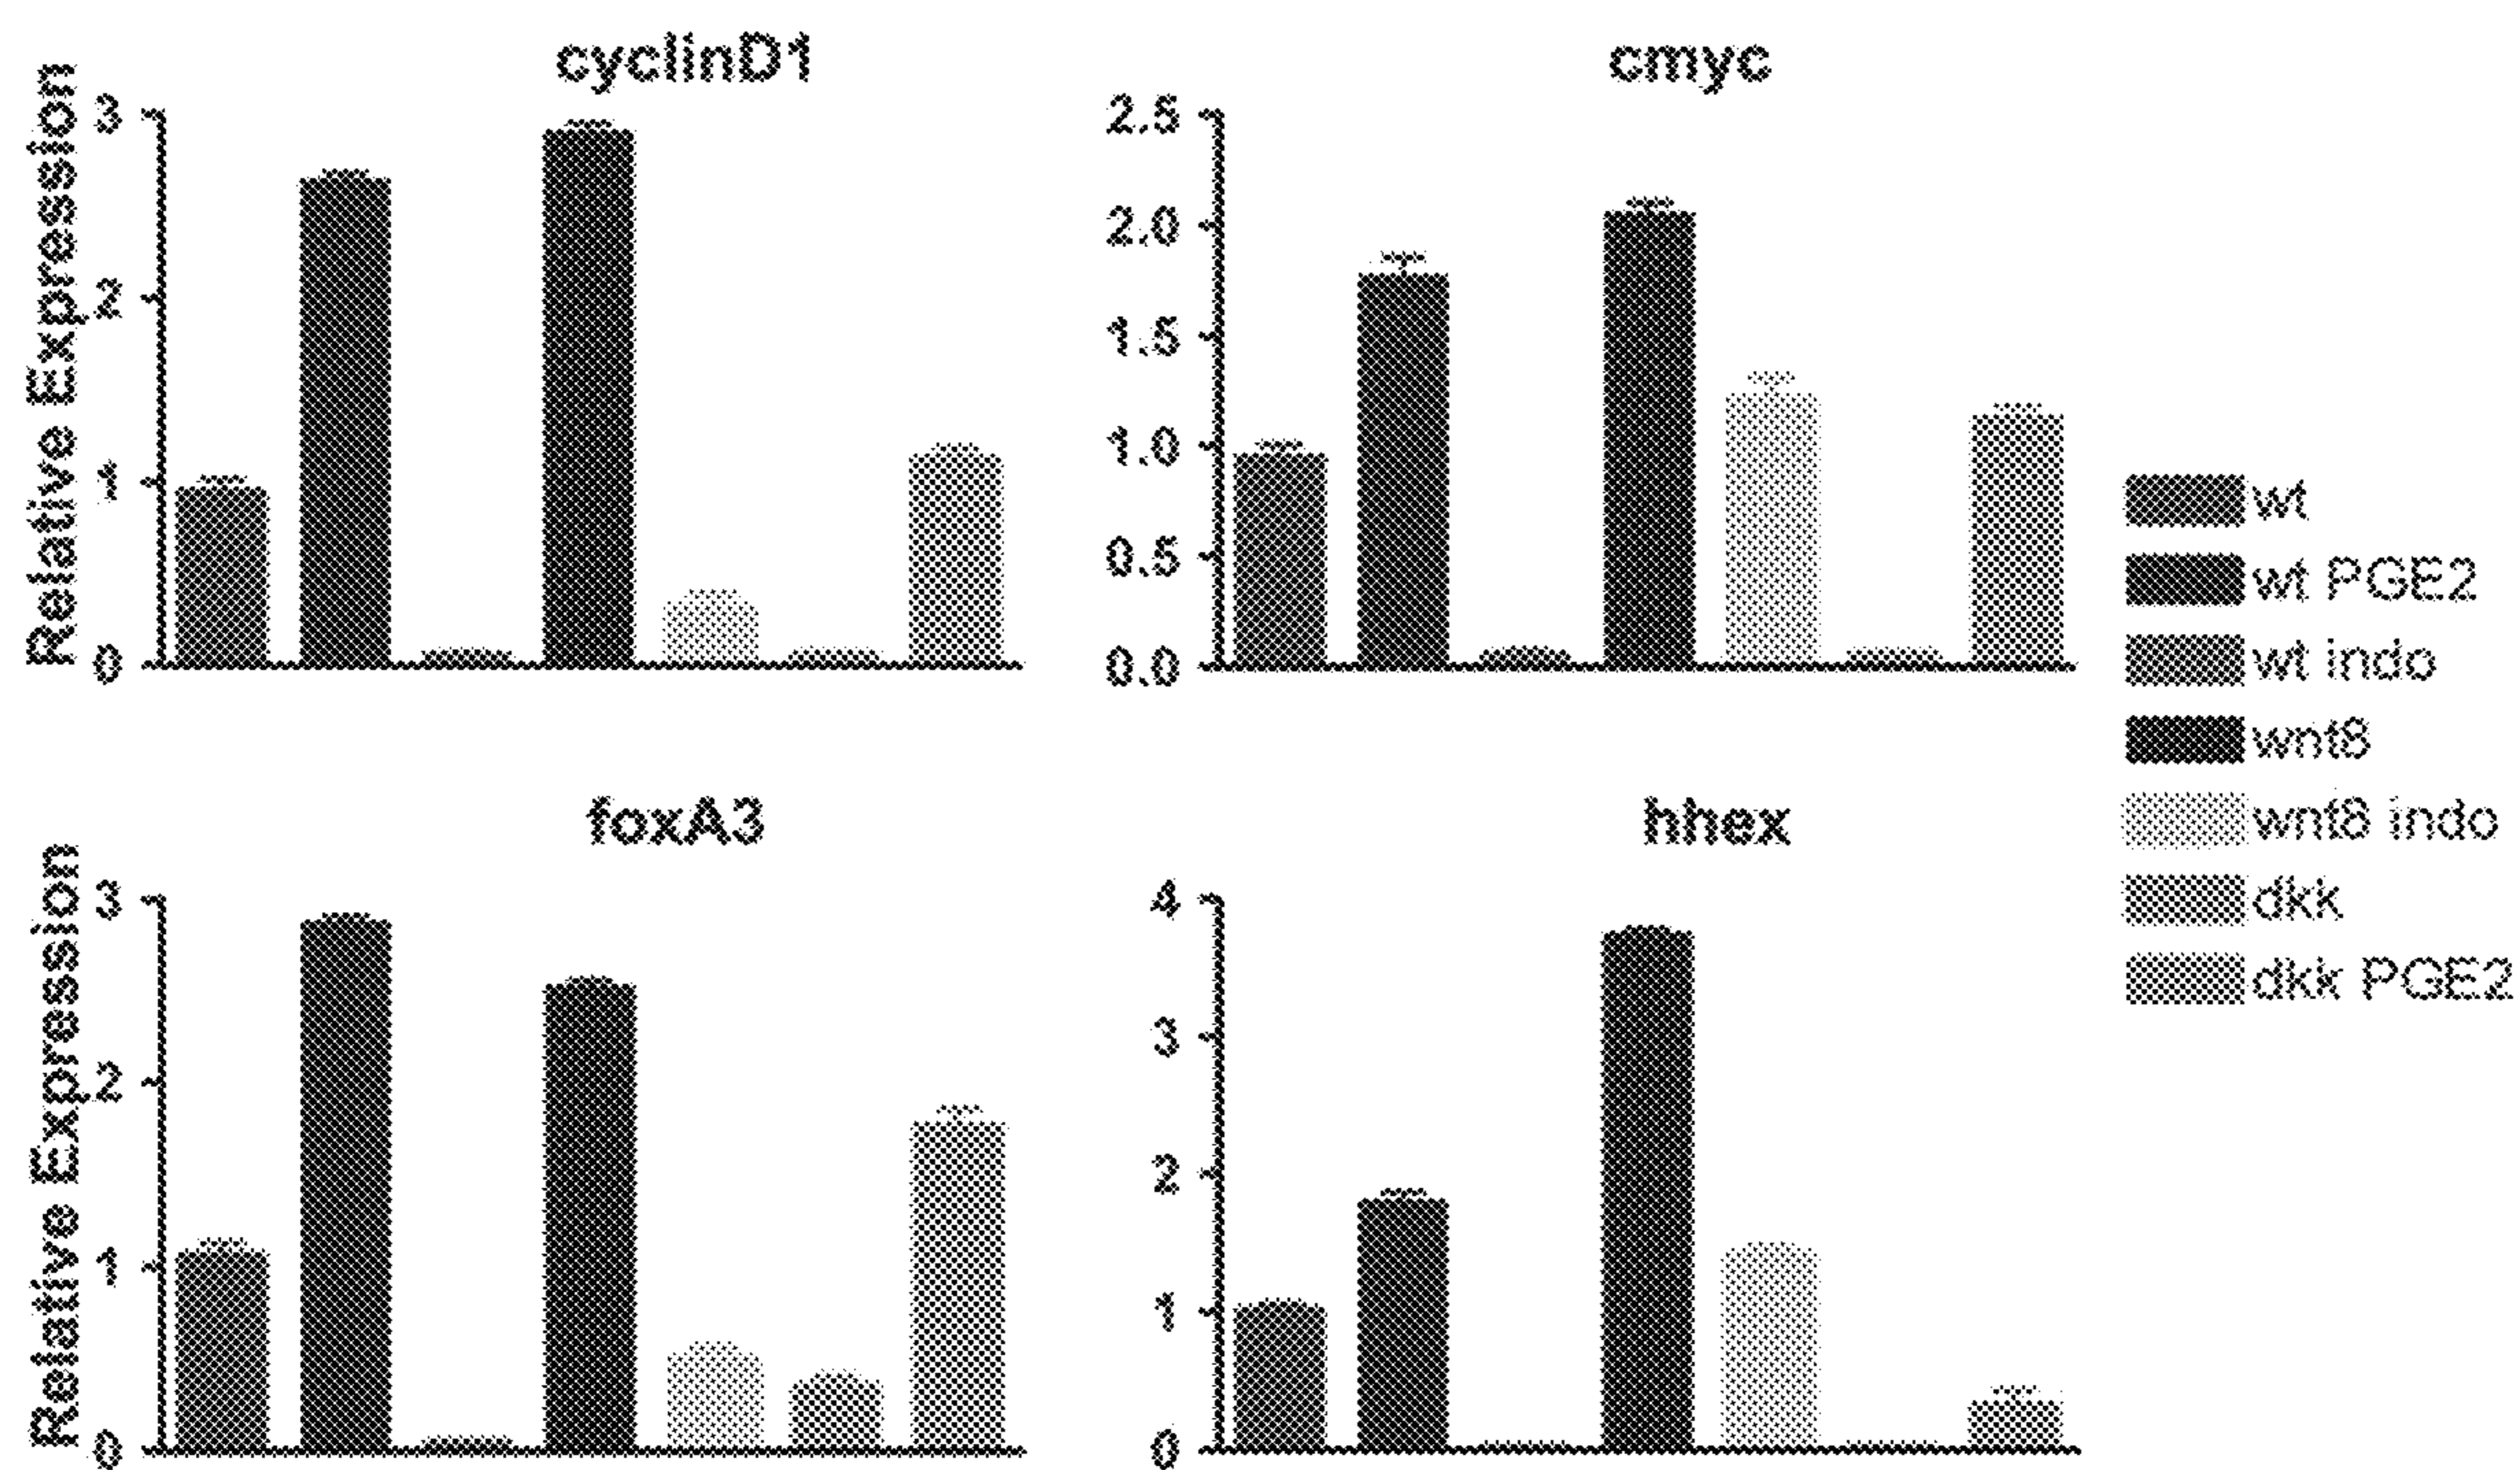 cyclinD1
Relative Expression
3
2
1
0
cmyc
2.5
2.0
1.5
1.0
0.5
0.0
wt
wt PGE2
wt indo
wnt8
wnt8 indo
dkk
dkk PGE2
foxA3
Relative Expression
3
2
1
0
hhex
4
3
2
1
0